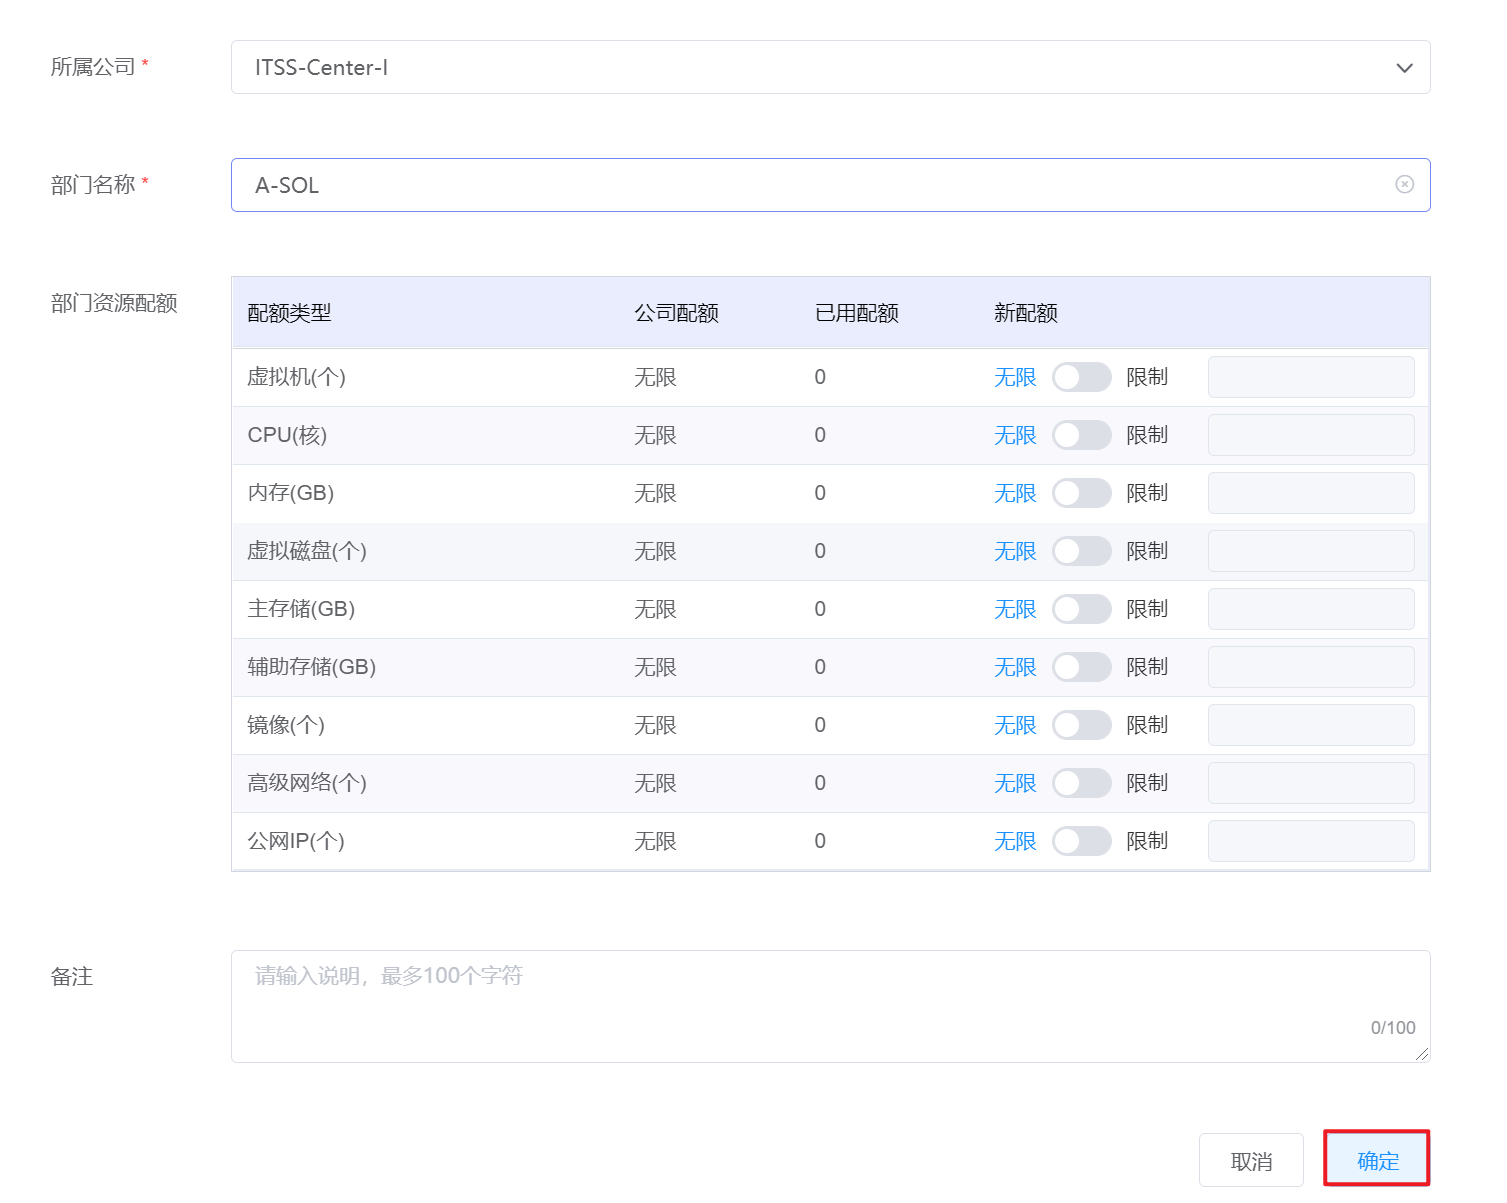 所属公司 * ITSS-Center-I
部门名称 * A-SOL
部门资源配额
配额类型 公司配额 已用配额 新配额
虚拟机(个) 无限 0 无限 限制
CPU(核) 无限 0 无限 限制
内存(GB) 无限 0 无限 限制
虚拟磁盘(个) 无限 0 无限 限制
主存储(GB) 无限 0 无限 限制
辅助存储(GB) 无限 0 无限 限制
镜像(个) 无限 0 无限 限制
高级网络(个) 无限 0 无限 限制
公网IP(个) 无限 0 无限 限制
备注 请输入说明，最多100个字符
0/100
取消 确定